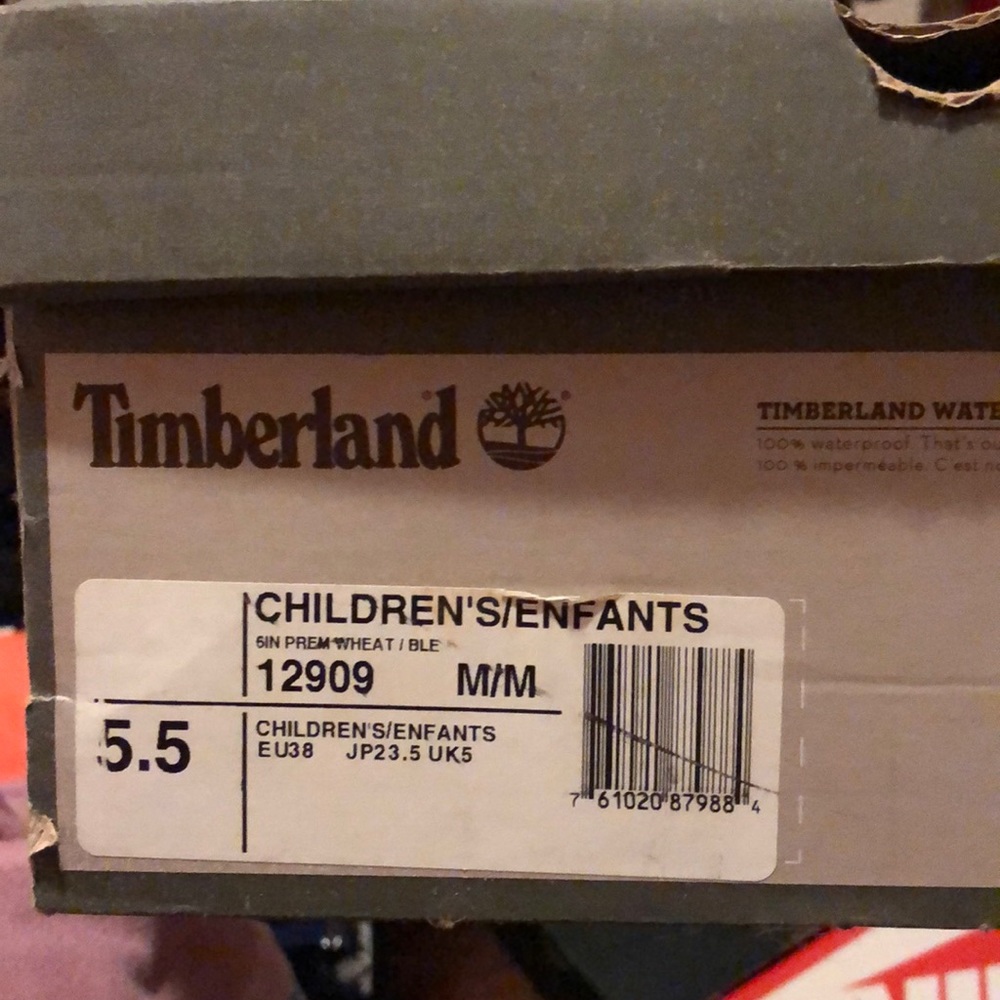 Timberland®
TIMBERLAND WATE
100% waterproof. That's ou
100 % imperméable. C'est no
CHILDREN'S/ENFANTS
6IN PREM WHEAT / BLE
12909 M/M
5.5
CHILDREN'S/ENFANTS
EU38 JP23.5 UK5
7 61020 87988 4